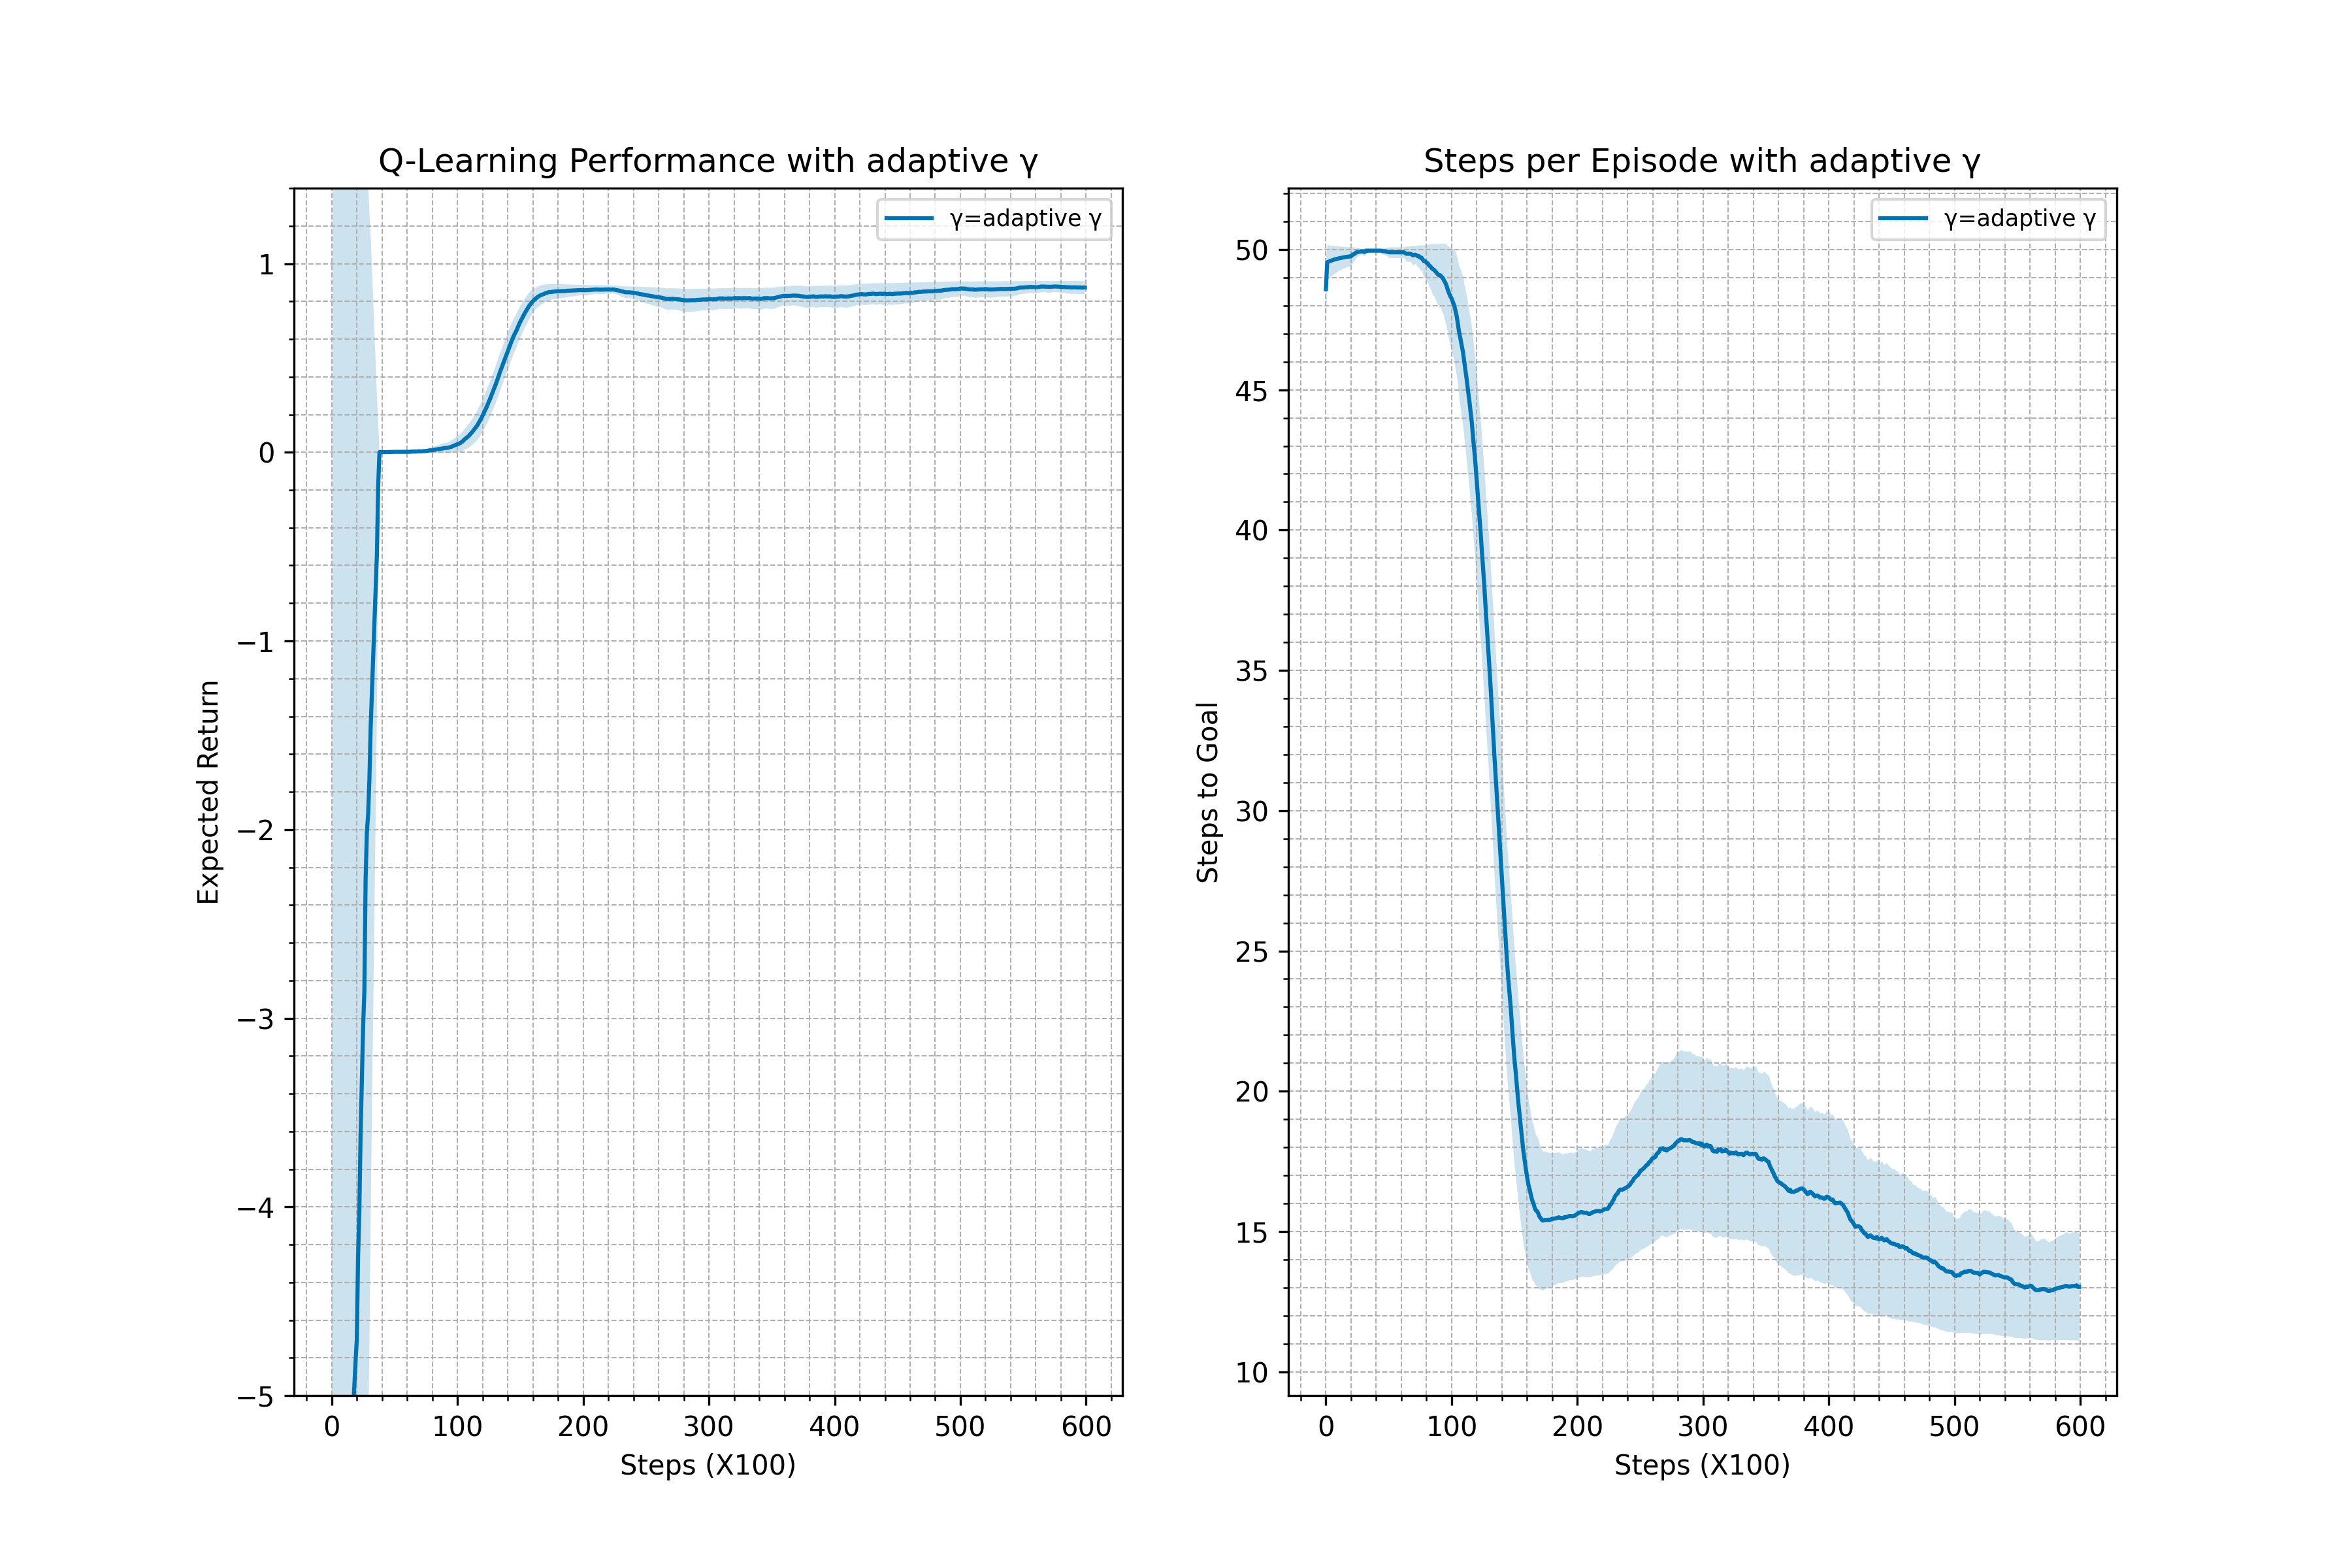 Q-Learning Performance with adaptive γ
γ=adaptive γ
1
0
−1
−2
−3
−4
−5
Expected Return
0 100 200 300 400 500 600
Steps (X100)
Steps per Episode with adaptive γ
γ=adaptive γ
50
45
40
35
30
25
20
15
10
Steps to Goal
0 100 200 300 400 500 600
Steps (X100)